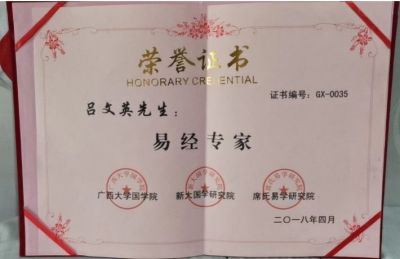 荣誉证书
HONORARY CREDENTIAL
证书编号：GX-0035
吕文英先生：
易经专家
广西大学国学院 新大国学研究院 席氏易学研究院
二〇一八年四月